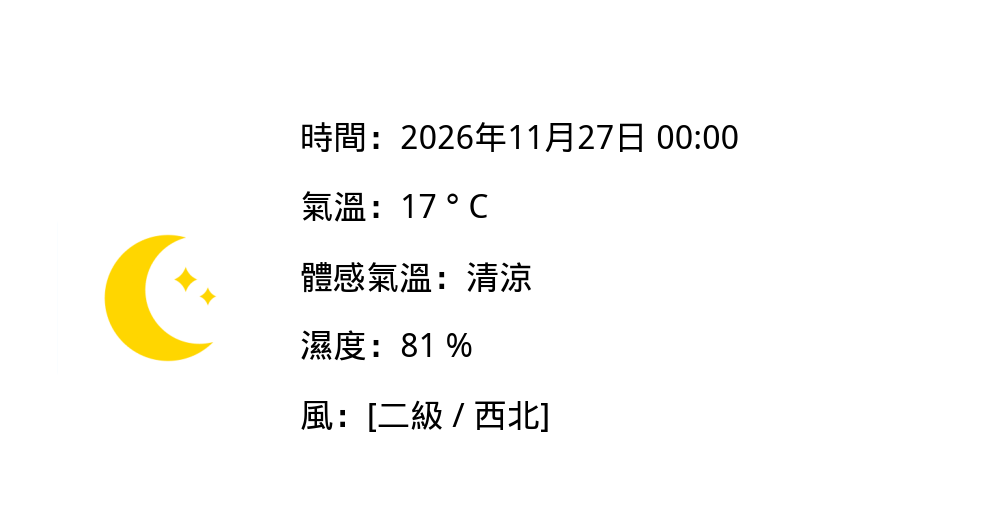 時間：2026年11月27日 00:00
氣溫：17 ° C
體感氣溫：清涼
濕度：81 %
風：[二級 / 西北]